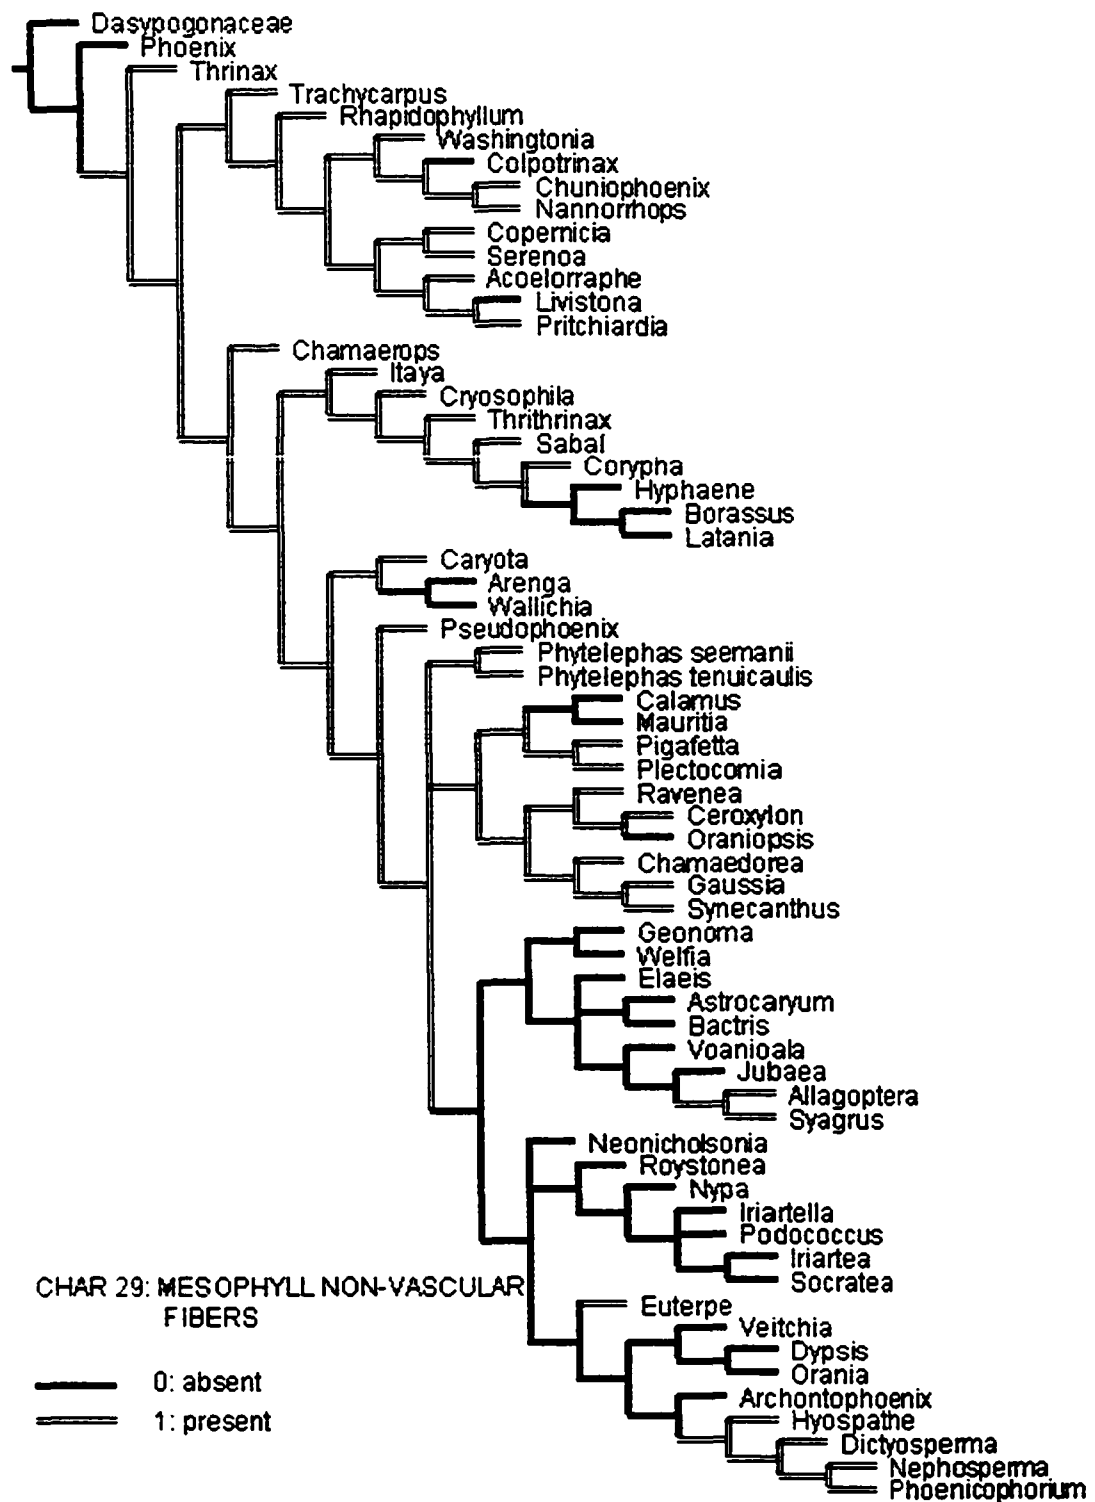 Dasypogonaceae
Phoenix
Thrinax
Trachycarpus
Rhapidophyllum
Washingtonia
Colpotrinax
Chuniophoenix
Nannorrhops
Copernicia
Serenoa
Acoelorraphe
Livistona
Pritchiardia
Chamaerops
Itaya
Cryosophila
Thrithrinax
Sabal
Corypha
Hyphaene
Borassus
Latania
Caryota
Arenga
Wallichia
Pseudophoenix
Phytelephas seemanii
Phytelephas tenuicaulis
Calamus
Mauritia
Pigafetta
Plectocomia
Ravenea
Ceroxylon
Oraniopsis
Chamaedorea
Gaussia
Synecanthus
Geonoma
Welfia
Elaeis
Astrocaryum
Bactris
Voanioala
Jubaea
Allagoptera
Syagrus
Neonicholsonia
Roystonea
Nypa
Iriartella
Podococcus
Iriartea
Socratea
CHAR 29: MESOPHYLL NON-VASCULAR
FIBERS
Euterpe
Veitchia
Dypsis
Orania
0: absent
Archontophoenix
Hyospathe
1: present
Dictyosperma
Nephosperma
Phoenicophorium